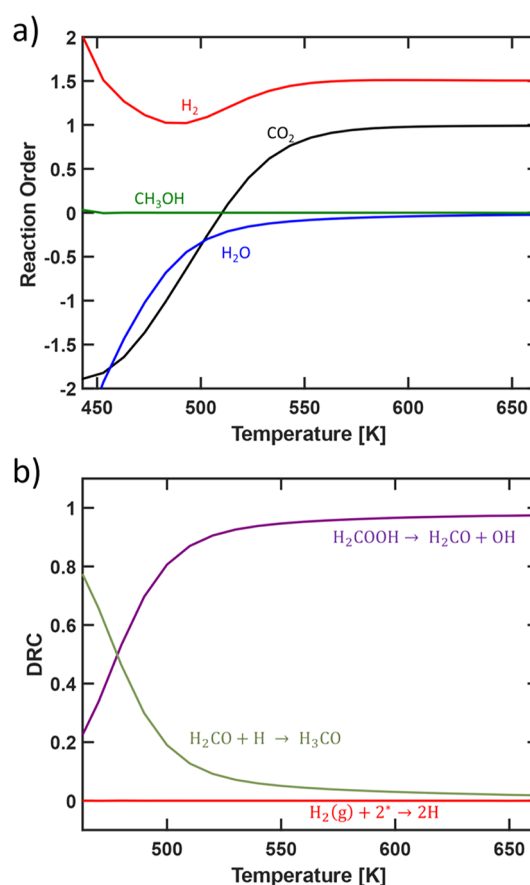 a)
2
1.5
1
0.5
0
-0.5
-1
-1.5
-2
Reaction Order
H₂
CO₂
CH₃OH
H₂O
450 500 550 600 650
Temperature [K]
b)
1
0.8
0.6
0.4
0.2
0
DRC
H₂COOH → H₂CO + OH
H₂CO + H → H₃CO
H₂(g) + 2* → 2H
500 550 600 650
Temperature [K]